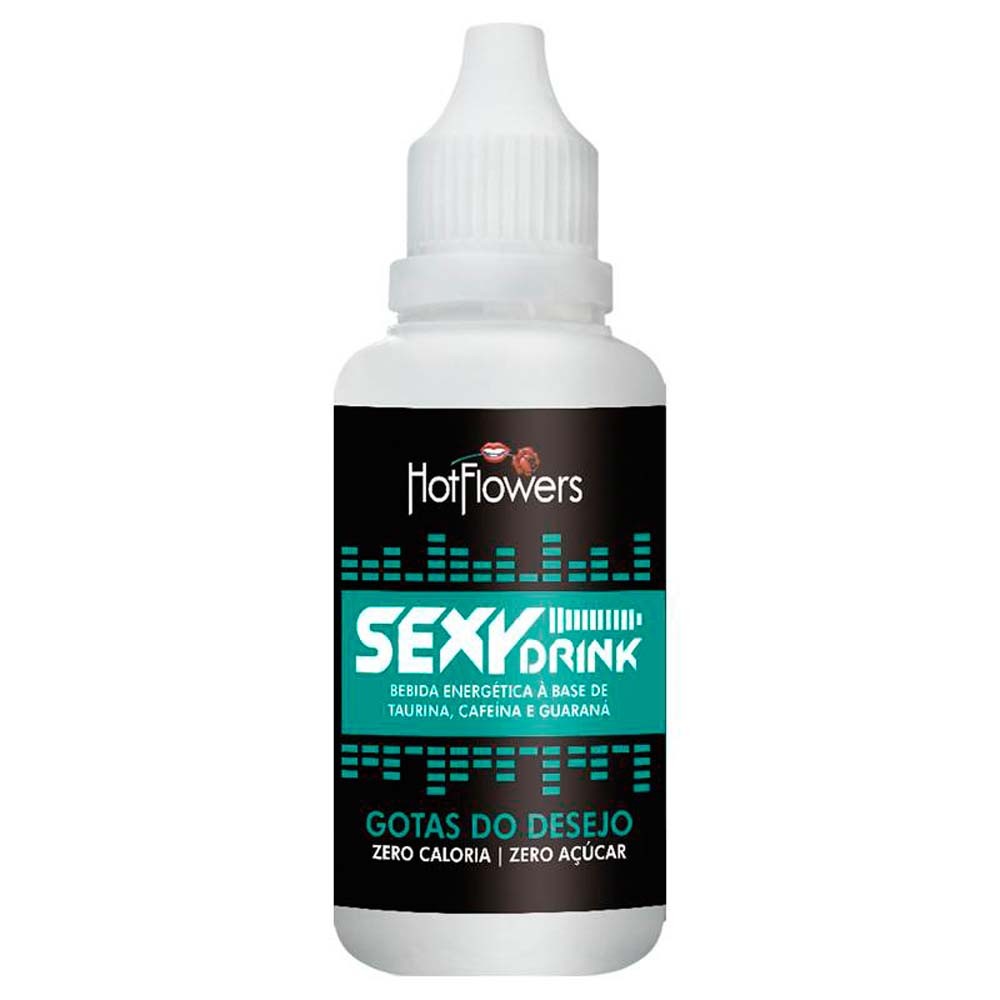 HotFlowers
SEXY DRINK
BEBIDA ENERGÉTICA À BASE DE
TAURINA, CAFEÍNA E GUARANÁ
GOTAS DO DESEJO
ZERO CALORIA | ZERO AÇÚCAR